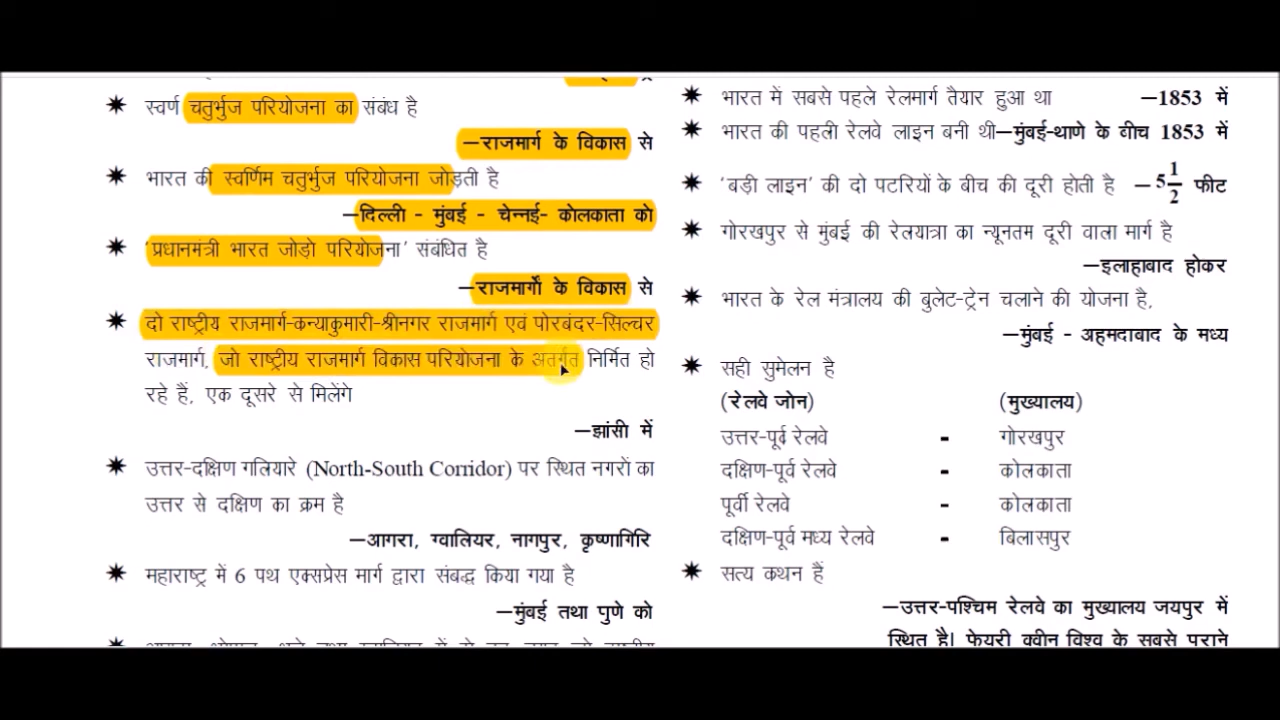 ✷ स्वर्ण चतुर्भुज परियोजना का संबंध है
–राजमार्ग के विकास से
✷ भारत की स्वर्णिम चतुर्भुज परियोजना जोड़ती है
–दिल्ली - मुंबई - चेन्नई- कोलकाता को
✷ 'प्रधानमंत्री भारत जोड़ो परियोजना' संबंधित है
–राजमार्गों के विकास से
✷ दो राष्ट्रीय राजमार्ग-कन्याकुमारी-श्रीनगर राजमार्ग एवं पोरबंदर-सिल्चर
राजमार्ग, जो राष्ट्रीय राजमार्ग विकास परियोजना के अंतर्गत निर्मित हो
रहे हैं, एक दूसरे से मिलेंगे
–झांसी में
✷ उत्तर-दक्षिण गलियारे (North-South Corridor) पर स्थित नगरों का
उत्तर से दक्षिण का क्रम है
–आगरा, ग्वालियर, नागपुर, कृष्णागिरि
✷ महाराष्ट्र में 6 पथ एक्सप्रेस मार्ग द्वारा संबद्ध किया गया है
–मुंबई तथा पुणे को
✷ भारत में सबसे पहले रेलमार्ग तैयार हुआ था –1853 में
✷ भारत की पहली रेलवे लाइन बनी थी–मुंबई-थाणे के बीच 1853 में
✷ 'बड़ी लाइन' की दो पटरियों के बीच की दूरी होती है – 5 1/2 फीट
✷ गोरखपुर से मुंबई की रेलयात्रा का न्यूनतम दूरी वाला मार्ग है
–इलाहाबाद होकर
✷ भारत के रेल मंत्रालय की बुलेट-ट्रेन चलाने की योजना है,
–मुंबई - अहमदाबाद के मध्य
✷ सही सुमेलन है
(रेलवे जोन) (मुख्यालय)
उत्तर-पूर्व रेलवे - गोरखपुर
दक्षिण-पूर्व रेलवे - कोलकाता
पूर्वी रेलवे - कोलकाता
दक्षिण-पूर्व मध्य रेलवे - बिलासपुर
✷ सत्य कथन हैं
–उत्तर-पश्चिम रेलवे का मुख्यालय जयपुर में
स्थित है। फेयरी क्वीन विश्व के सबसे पुराने